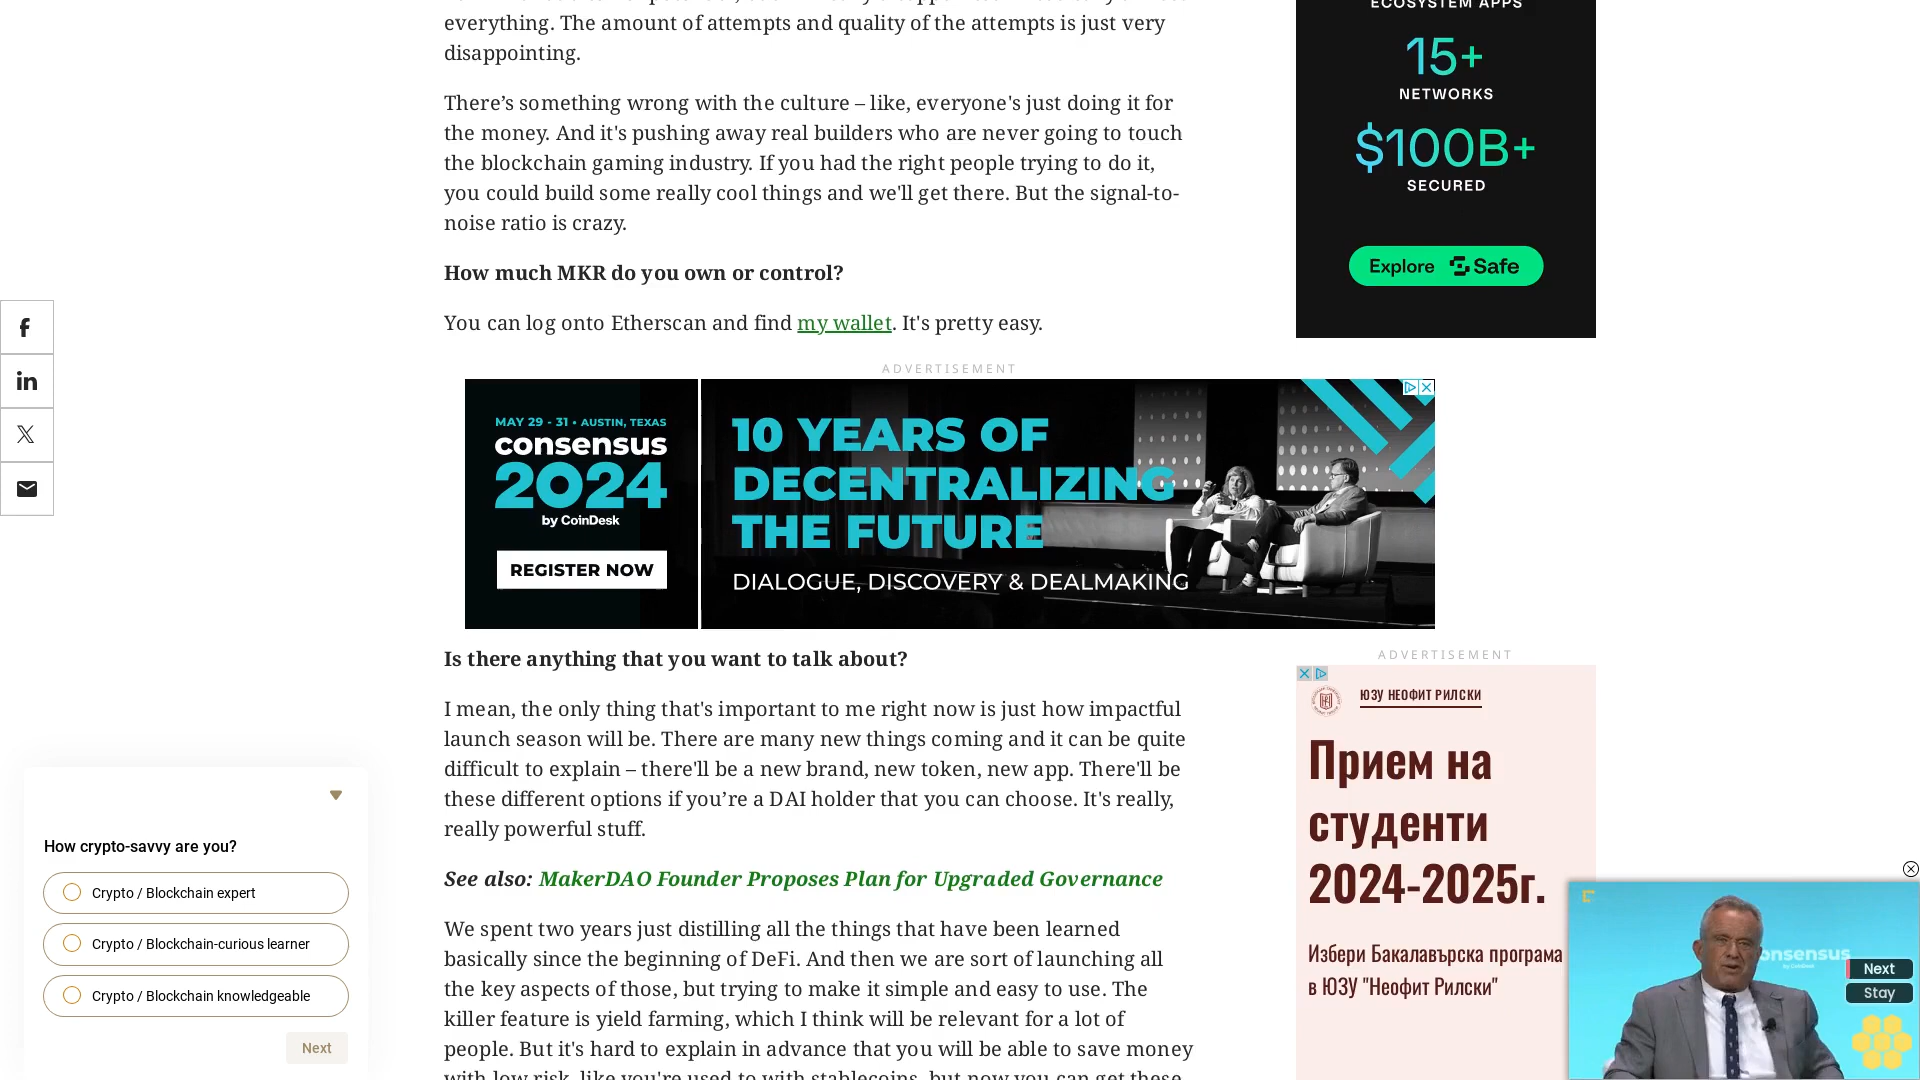 everything. The amount of attempts and quality of the attempts is just very
disappointing.
There’s something wrong with the culture – like, everyone's just doing it for
the money. And it's pushing away real builders who are never going to touch
the blockchain gaming industry. If you had the right people trying to do it,
you could build some really cool things and we'll get there. But the signal-to-
noise ratio is crazy.
How much MKR do you own or control?
You can log onto Etherscan and find my wallet. It's pretty easy.
ADVERTISEMENT
MAY 29 - 31 • AUSTIN, TEXAS
consensus
2024
by CoinDesk
REGISTER NOW
10 YEARS OF
DECENTRALIZING
THE FUTURE
DIALOGUE, DISCOVERY & DEALMAKING
Is there anything that you want to talk about?
I mean, the only thing that's important to me right now is just how impactful
launch season will be. There are many new things coming and it can be quite
difficult to explain – there'll be a new brand, new token, new app. There'll be
these different options if you’re a DAI holder that you can choose. It's really,
really powerful stuff.
See also: MakerDAO Founder Proposes Plan for Upgraded Governance
We spent two years just distilling all the things that have been learned
basically since the beginning of DeFi. And then we are sort of launching all
the key aspects of those, but trying to make it simple and easy to use. The
killer feature is yield farming, which I think will be relevant for a lot of
people. But it's hard to explain in advance that you will be able to save money
with low risk, like you're used to with stablecoins, but now you can get these
ECOSYSTEM APPS
15+
NETWORKS
$100B+
SECURED
Explore Safe
ADVERTISEMENT
ЮЗУ НЕОФИТ РИЛСКИ
Прием на
студенти
2024-2025г.
Избери Бакалавърска програма
в ЮЗУ "Неофит Рилски"
consensus
by CoinDesk
Next
Stay
How crypto-savvy are you?
Crypto / Blockchain expert
Crypto / Blockchain-curious learner
Crypto / Blockchain knowledgeable
Next